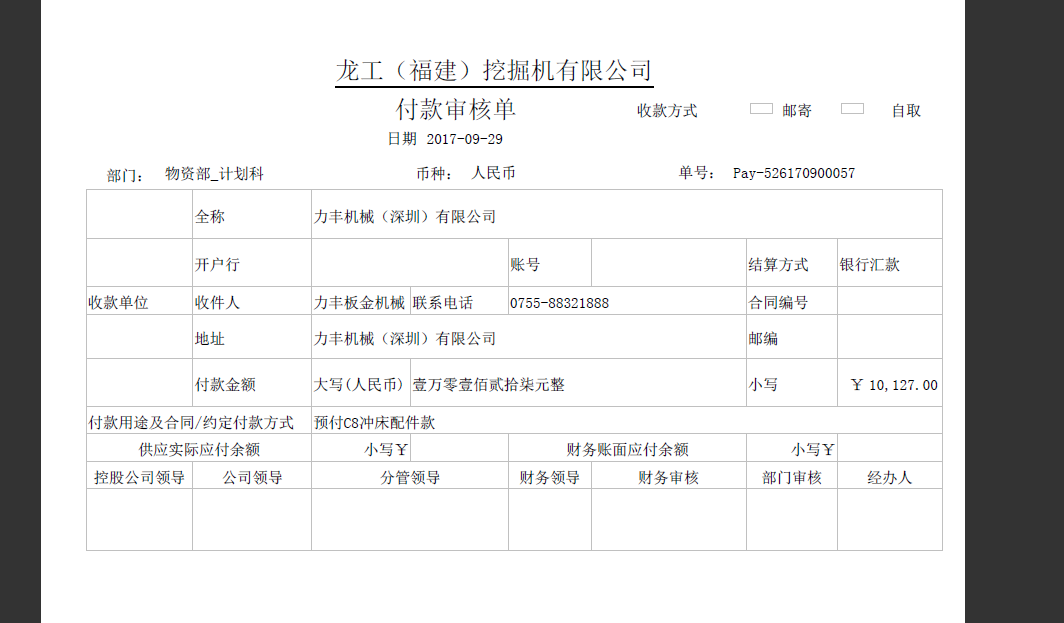 龙工（福建）挖掘机有限公司
付款审核单
收款方式 邮寄 自取
日期 2017-09-29
部门： 物资部_计划科 币种： 人民币 单号： Pay-526170900057
全称 力丰机械（深圳）有限公司
开户行 账号 结算方式 银行汇款
收款单位 收件人 力丰板金机械 联系电话 0755-88321888 合同编号
地址 力丰机械（深圳）有限公司 邮编
付款金额 大写(人民币) 壹万零壹佰贰拾柒元整 小写 ￥ 10,127.00
付款用途及合同/约定付款方式 预付C8冲床配件款
供应实际应付余额 小写￥ 财务账面应付余额 小写￥
控股公司领导 公司领导 分管领导 财务领导 财务审核 部门审核 经办人